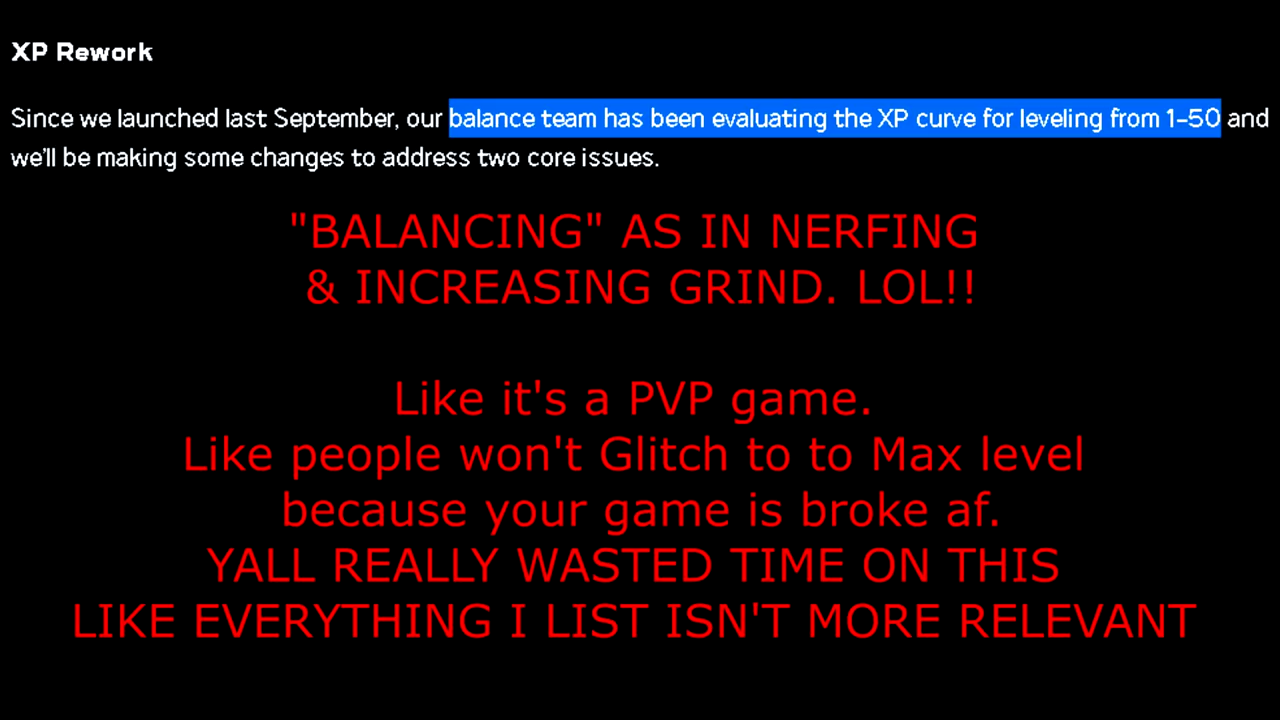 XP Rework
Since we launched last September, our balance team has been evaluating the XP curve for leveling from 1–50 and
we'll be making some changes to address two core issues.
"BALANCING" AS IN NERFING
& INCREASING GRIND. LOL!!
Like it's a PVP game.
Like people won't Glitch to to Max level
because your game is broke af.
YALL REALLY WASTED TIME ON THIS
LIKE EVERYTHING I LIST ISN'T MORE RELEVANT